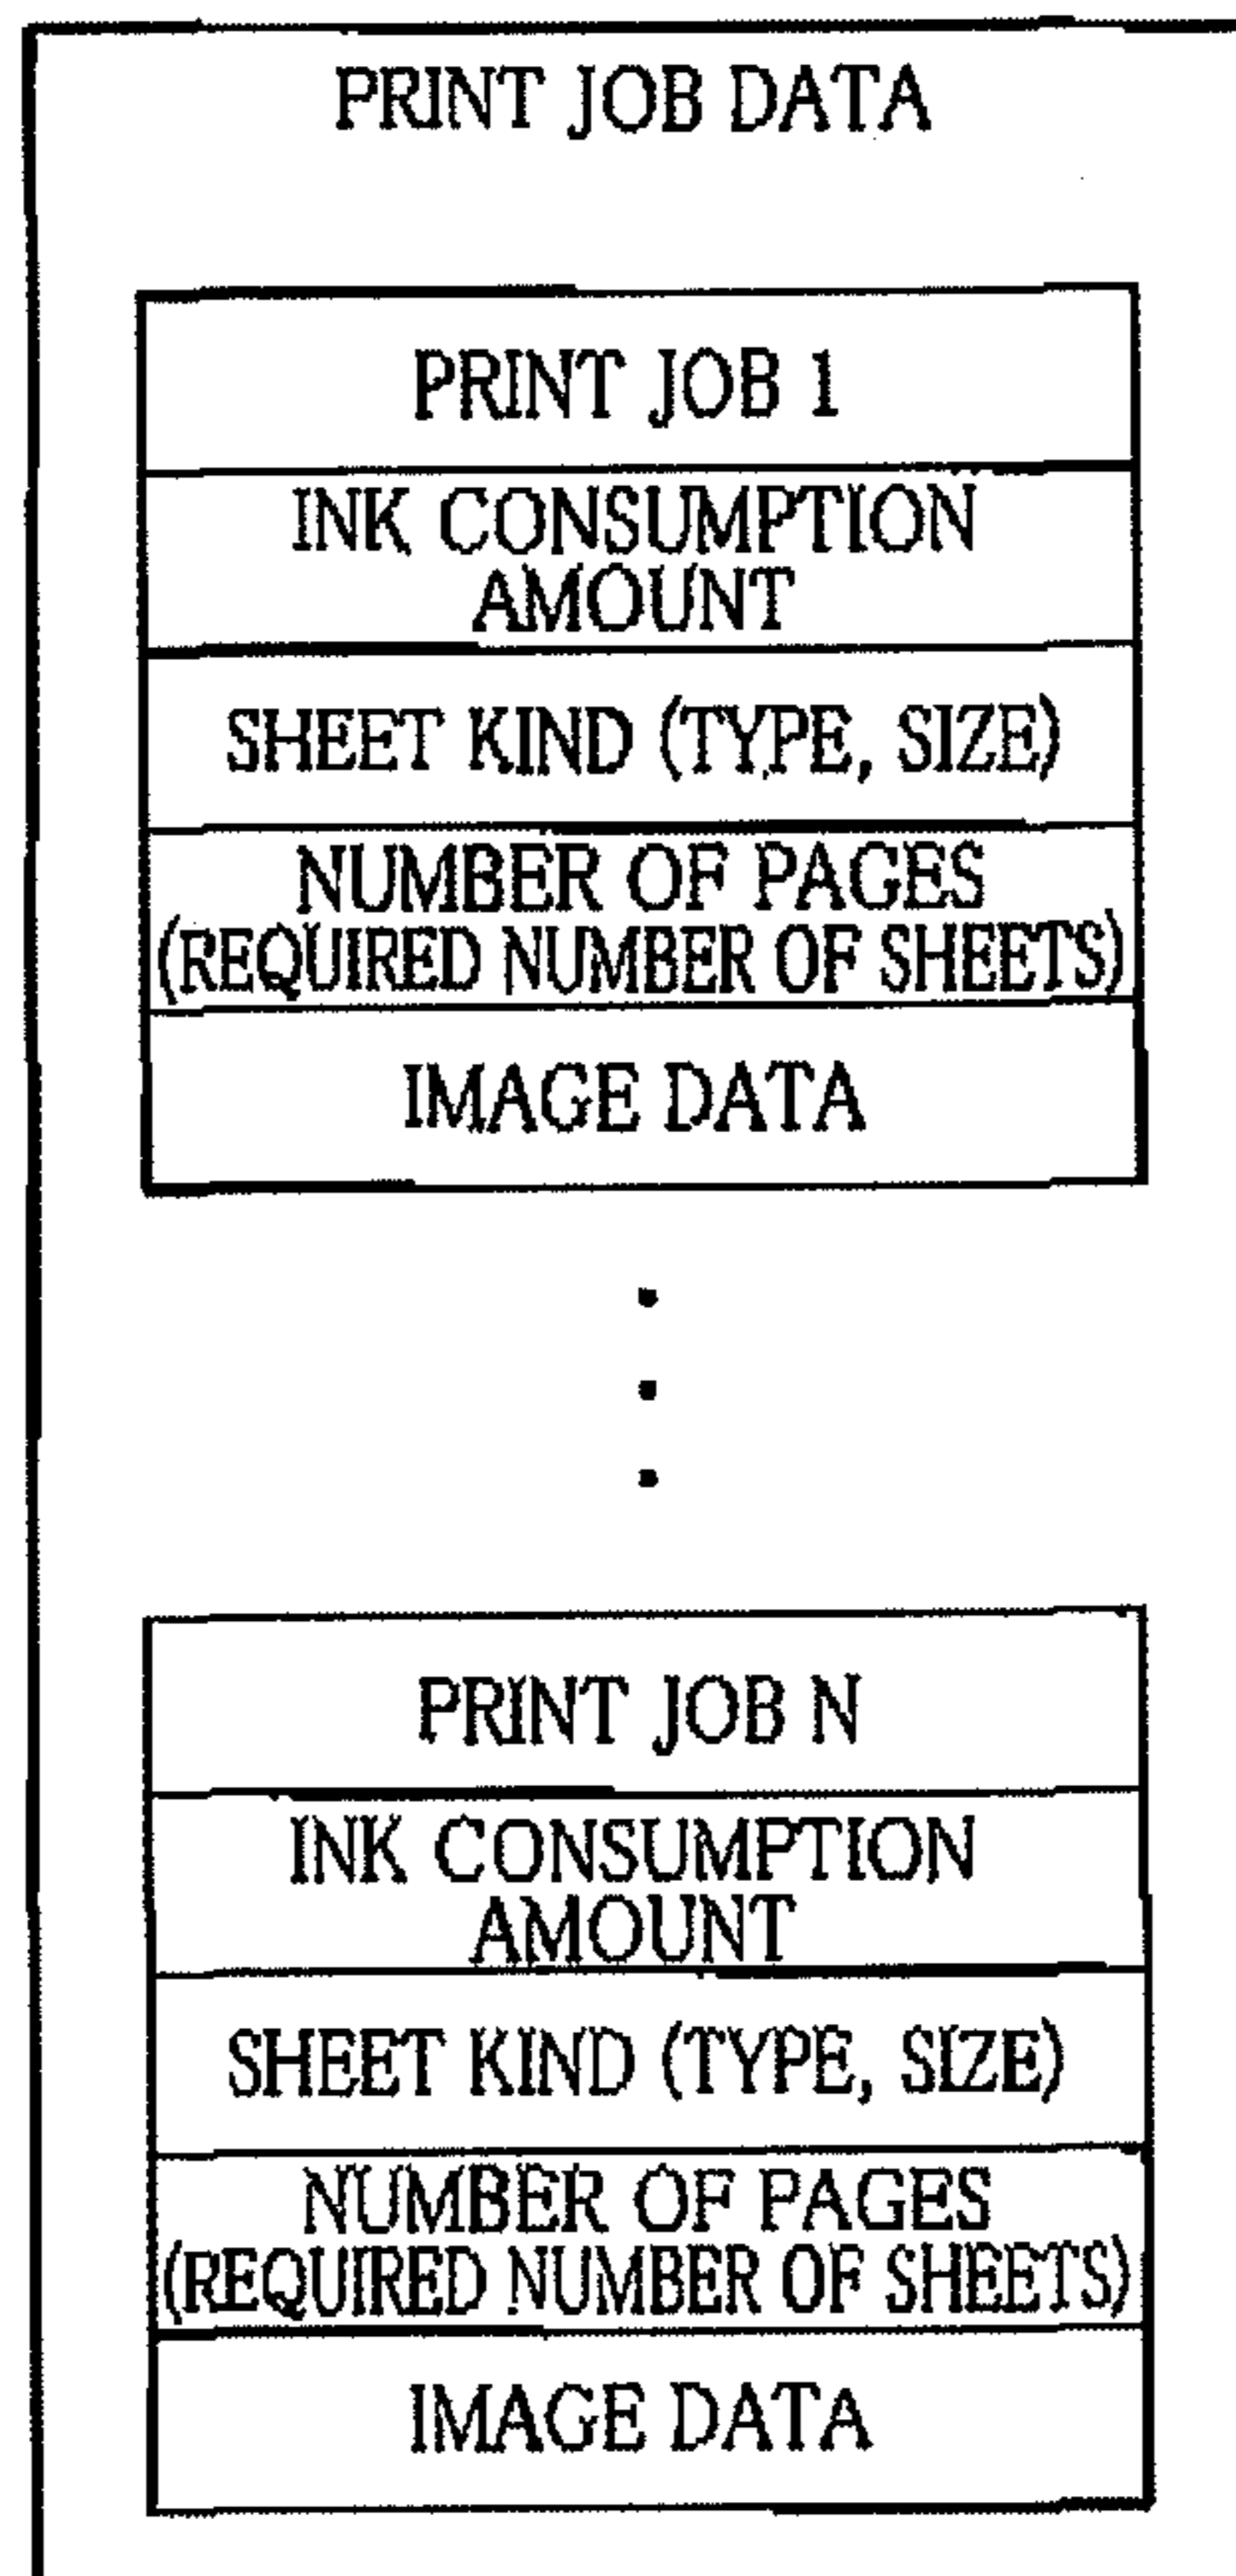 PRINT JOB DATA
PRINT JOB 1
INK CONSUMPTION
AMOUNT
SHEET KIND (TYPE, SIZE)
NUMBER OF PAGES
(REQUIRED NUMBER OF SHEETS)
IMAGE DATA
PRINT JOB N
INK CONSUMPTION
AMOUNT
SHEET KIND (TYPE, SIZE)
NUMBER OF PAGES
(REQUIRED NUMBER OF SHEETS)
IMAGE DATA